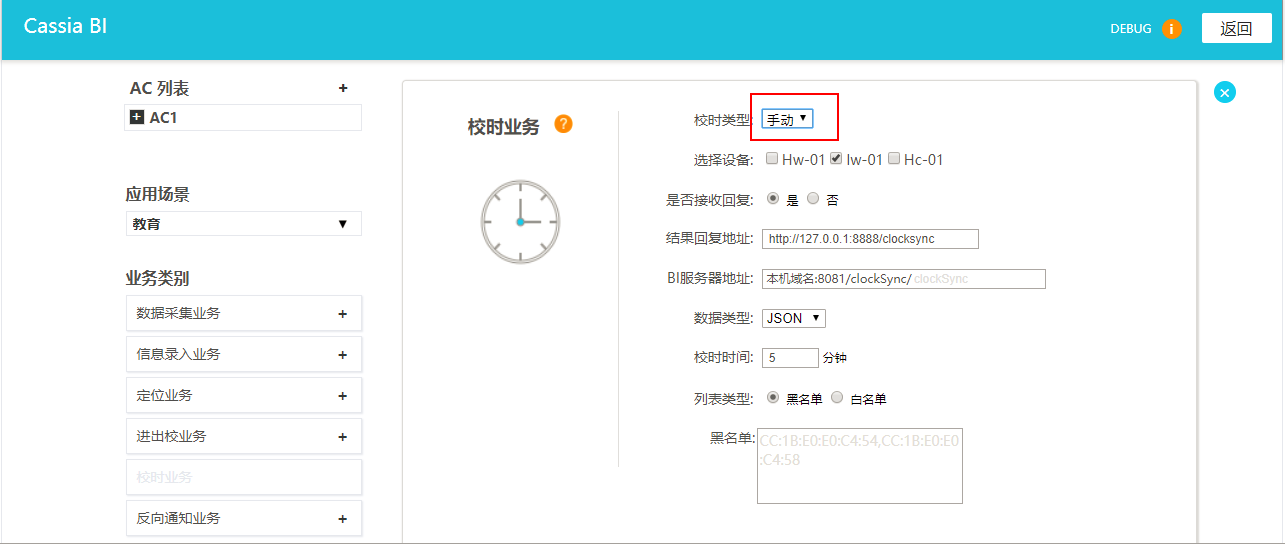 Cassia BI
DEBUG i 返回
AC 列表 +
AC1
应用场景
教育
业务类别
数据采集业务 +
信息录入业务 +
定位业务 +
进出校业务 +
校时业务
反向通知业务 +
校时业务 ?
校时类型: 手动
选择设备: Hw-01 Iw-01 Hc-01
是否接收回复: 是 否
结果回复地址: http://127.0.0.1:8888/clocksync
BI服务器地址: 本机域名:8081/clockSync/ clockSync
数据类型: JSON
校时时间: 5 分钟
列表类型: 黑名单 白名单
黑名单: CC:1B:E0:E0:C4:54,CC:1B:E0:E0
:C4:58